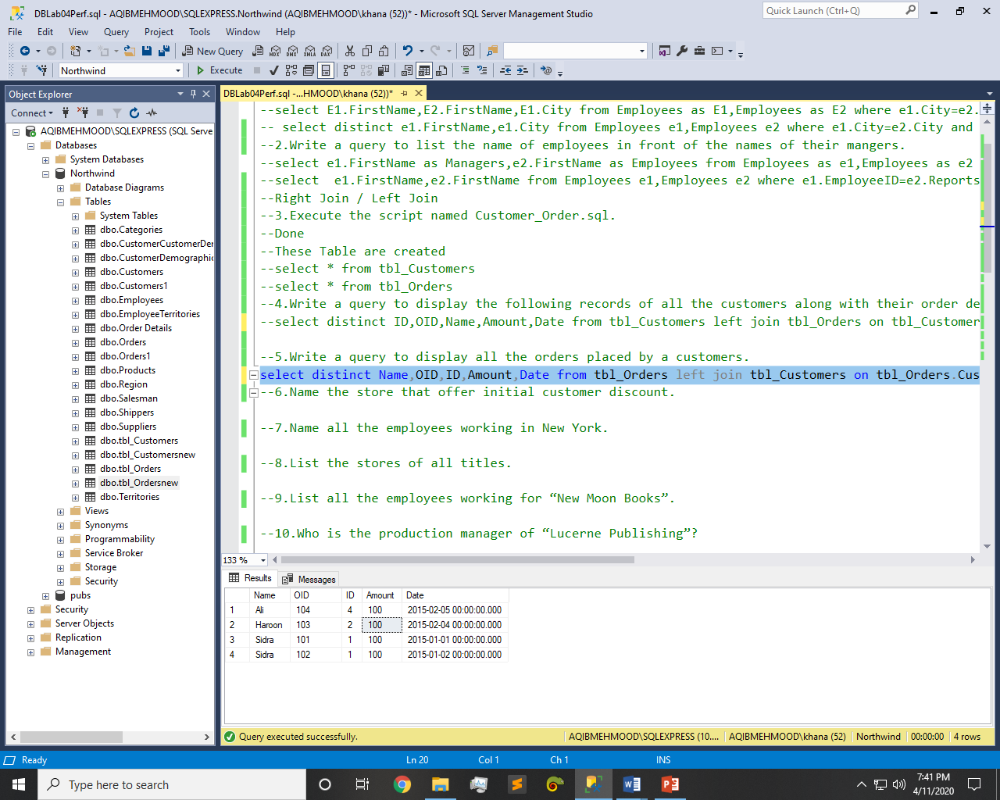 DBLab04Perf.sql - AQIBMEHMOOD\SQLEXPRESS.Northwind (AQIBMEHMOOD\khana (52))* - Microsoft SQL Server Management Studio
Quick Launch (Ctrl+Q)
File Edit View Query Project Tools Window Help
New Query MDX DMX XMLA DAX
Northwind Execute
Object Explorer
DBLab04Perf.sql -...HMOOD\khana (52))*
Connect
AQIBMEHMOOD\SQLEXPRESS (SQL Serve
Databases
System Databases
Northwind
Database Diagrams
Tables
System Tables
dbo.Categories
dbo.CustomerCustomerDer
dbo.CustomerDemographic
dbo.Customers
dbo.Customers1
dbo.Employees
dbo.EmployeeTerritories
dbo.Order Details
dbo.Orders
dbo.Orders1
dbo.Products
dbo.Region
dbo.Salesman
dbo.Shippers
dbo.Suppliers
dbo.tbl_Customers
dbo.tbl_Customersnew
dbo.tbl_Orders
dbo.tbl_Ordersnew
dbo.Territories
Views
Synonyms
Programmability
Service Broker
Storage
Security
pubs
Security
Server Objects
Replication
Management
--select E1.FirstName,E2.FirstName,E1.City from Employees as E1,Employees as E2 where e1.City=e2.
-- select distinct e1.FirstName,e1.City from Employees e1,Employees e2 where e1.City=e2.City and
--2.Write a query to list the name of employees in front of the names of their mangers.
--select e1.FirstName as Managers,e2.FirstName as Employees from Employees as e1,Employees as e2
--select  e1.FirstName,e2.FirstName from Employees e1,Employees e2 where e1.EmployeeID=e2.Reports
--Right Join / Left Join
--3.Execute the script named Customer_Order.sql.
--Done
--These Table are created
--select * from tbl_Customers
--select * from tbl_Orders
--4.Write a query to display the following records of all the customers along with their order de
--select distinct ID,OID,Name,Amount,Date from tbl_Customers left join tbl_Orders on tbl_Customer
--5.Write a query to display all the orders placed by a customers.
select distinct Name,OID,ID,Amount,Date from tbl_Orders left join tbl_Customers on tbl_Orders.Cus
--6.Name the store that offer initial customer discount.
--7.Name all the employees working in New York.
--8.List the stores of all titles.
--9.List all the employees working for “New Moon Books”.
--10.Who is the production manager of “Lucerne Publishing”?
133 %
Results Messages
Name OID ID Amount Date
1 Ali 104 4 100 2015-02-05 00:00:00.000
2 Haroon 103 2 100 2015-02-04 00:00:00.000
3 Sidra 101 1 100 2015-01-01 00:00:00.000
4 Sidra 102 1 100 2015-01-02 00:00:00.000
Query executed successfully. AQIBMEHMOOD\SQLEXPRESS (10.... AQIBMEHMOOD\khana (52) Northwind 00:00:00 4 rows
Ready Ln 20 Col 1 Ch 1 INS
Type here to search
7:41 PM
4/11/2020